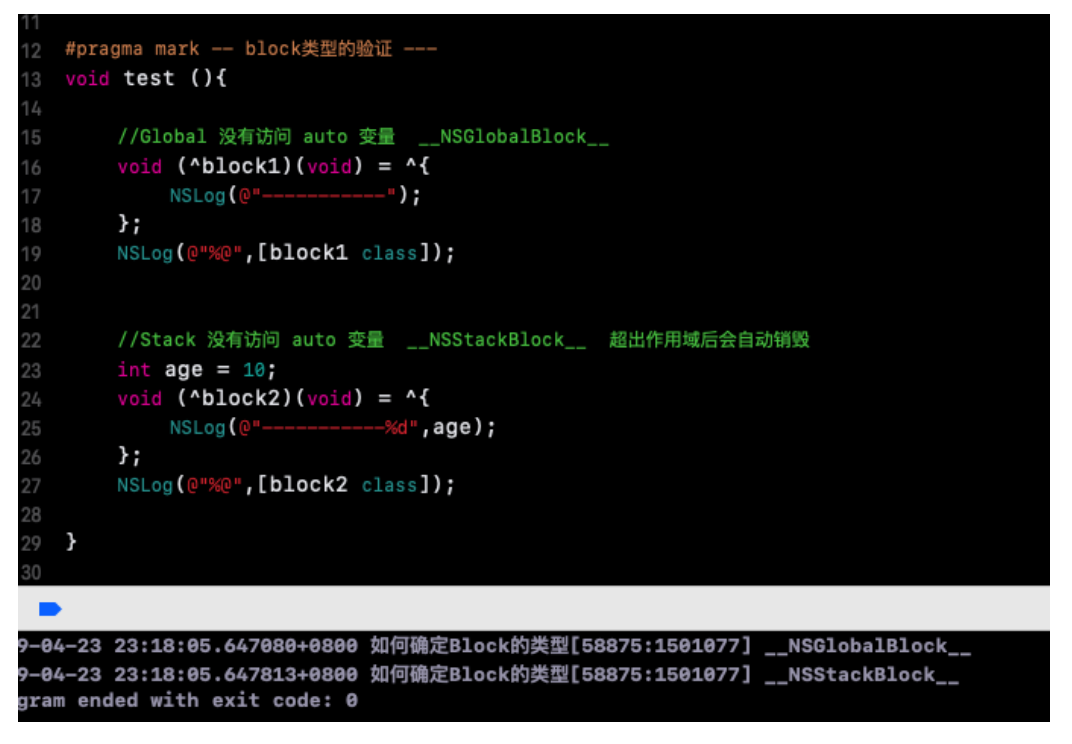 11
12 #pragma mark -- block类型的验证 ---
13 void test (){
14
15 //Global 没有访问 auto 变量 __NSGlobalBlock__
16 void (^block1)(void) = ^{
17 NSLog(@"-----------");
18 };
19 NSLog(@"%@",[block1 class]);
20
21
22 //Stack 没有访问 auto 变量 __NSStackBlock__ 超出作用域后会自动销毁
23 int age = 10;
24 void (^block2)(void) = ^{
25 NSLog(@"-----------%d",age);
26 };
27 NSLog(@"%@",[block2 class]);
28
29 }
30
9-04-23 23:18:05.647080+0800 如何确定Block的类型[58875:1501077] __NSGlobalBlock__
9-04-23 23:18:05.647813+0800 如何确定Block的类型[58875:1501077] __NSStackBlock__
gram ended with exit code: 0